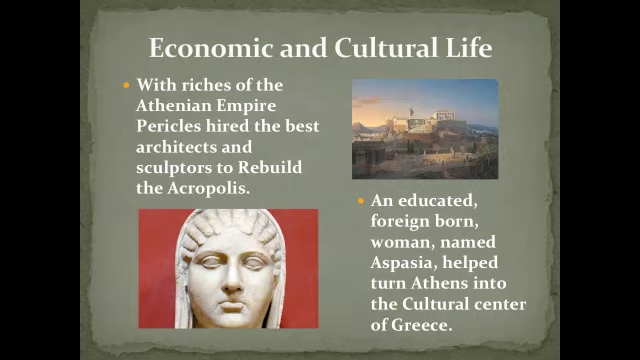 Economic and Cultural Life
With riches of the
Athenian Empire
Pericles hired the best
architects and
sculptors to Rebuild
the Acropolis.
An educated,
foreign born,
woman, named
Aspasia, helped
turn Athens into
the Cultural center
of Greece.